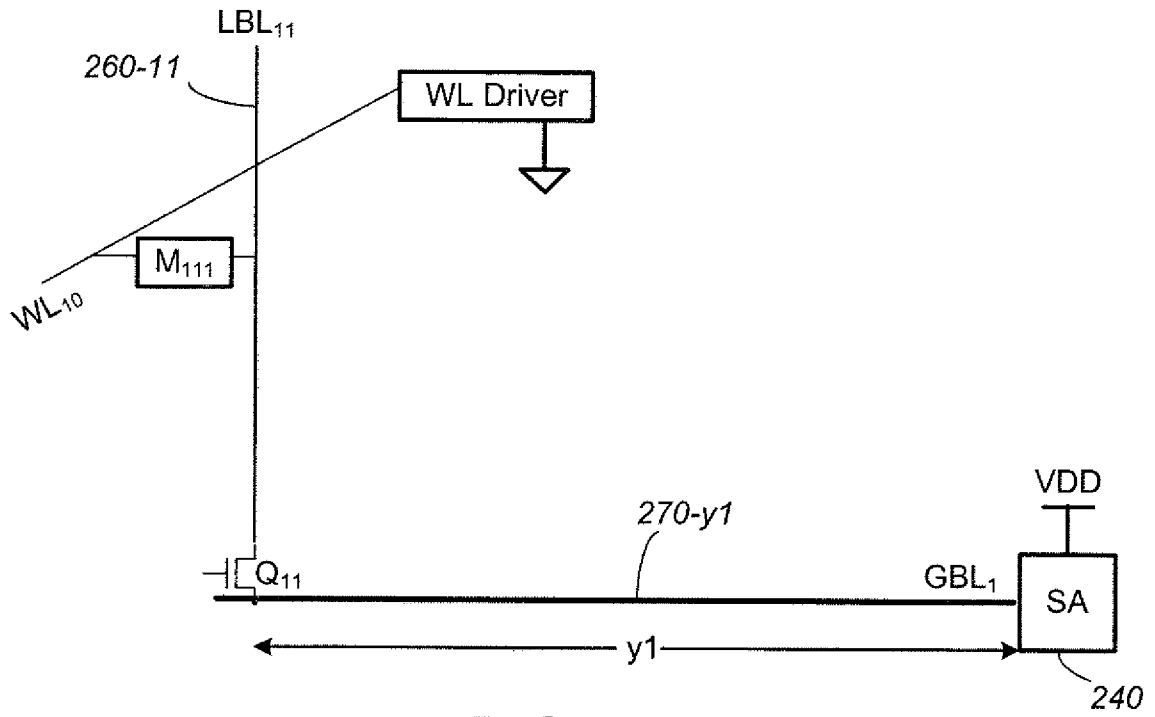 LBL₁₁
260-11
WL Driver
M₁₁₁
WL₁₀
VDD
270-y1
Q₁₁
GBL₁
SA
y1
240